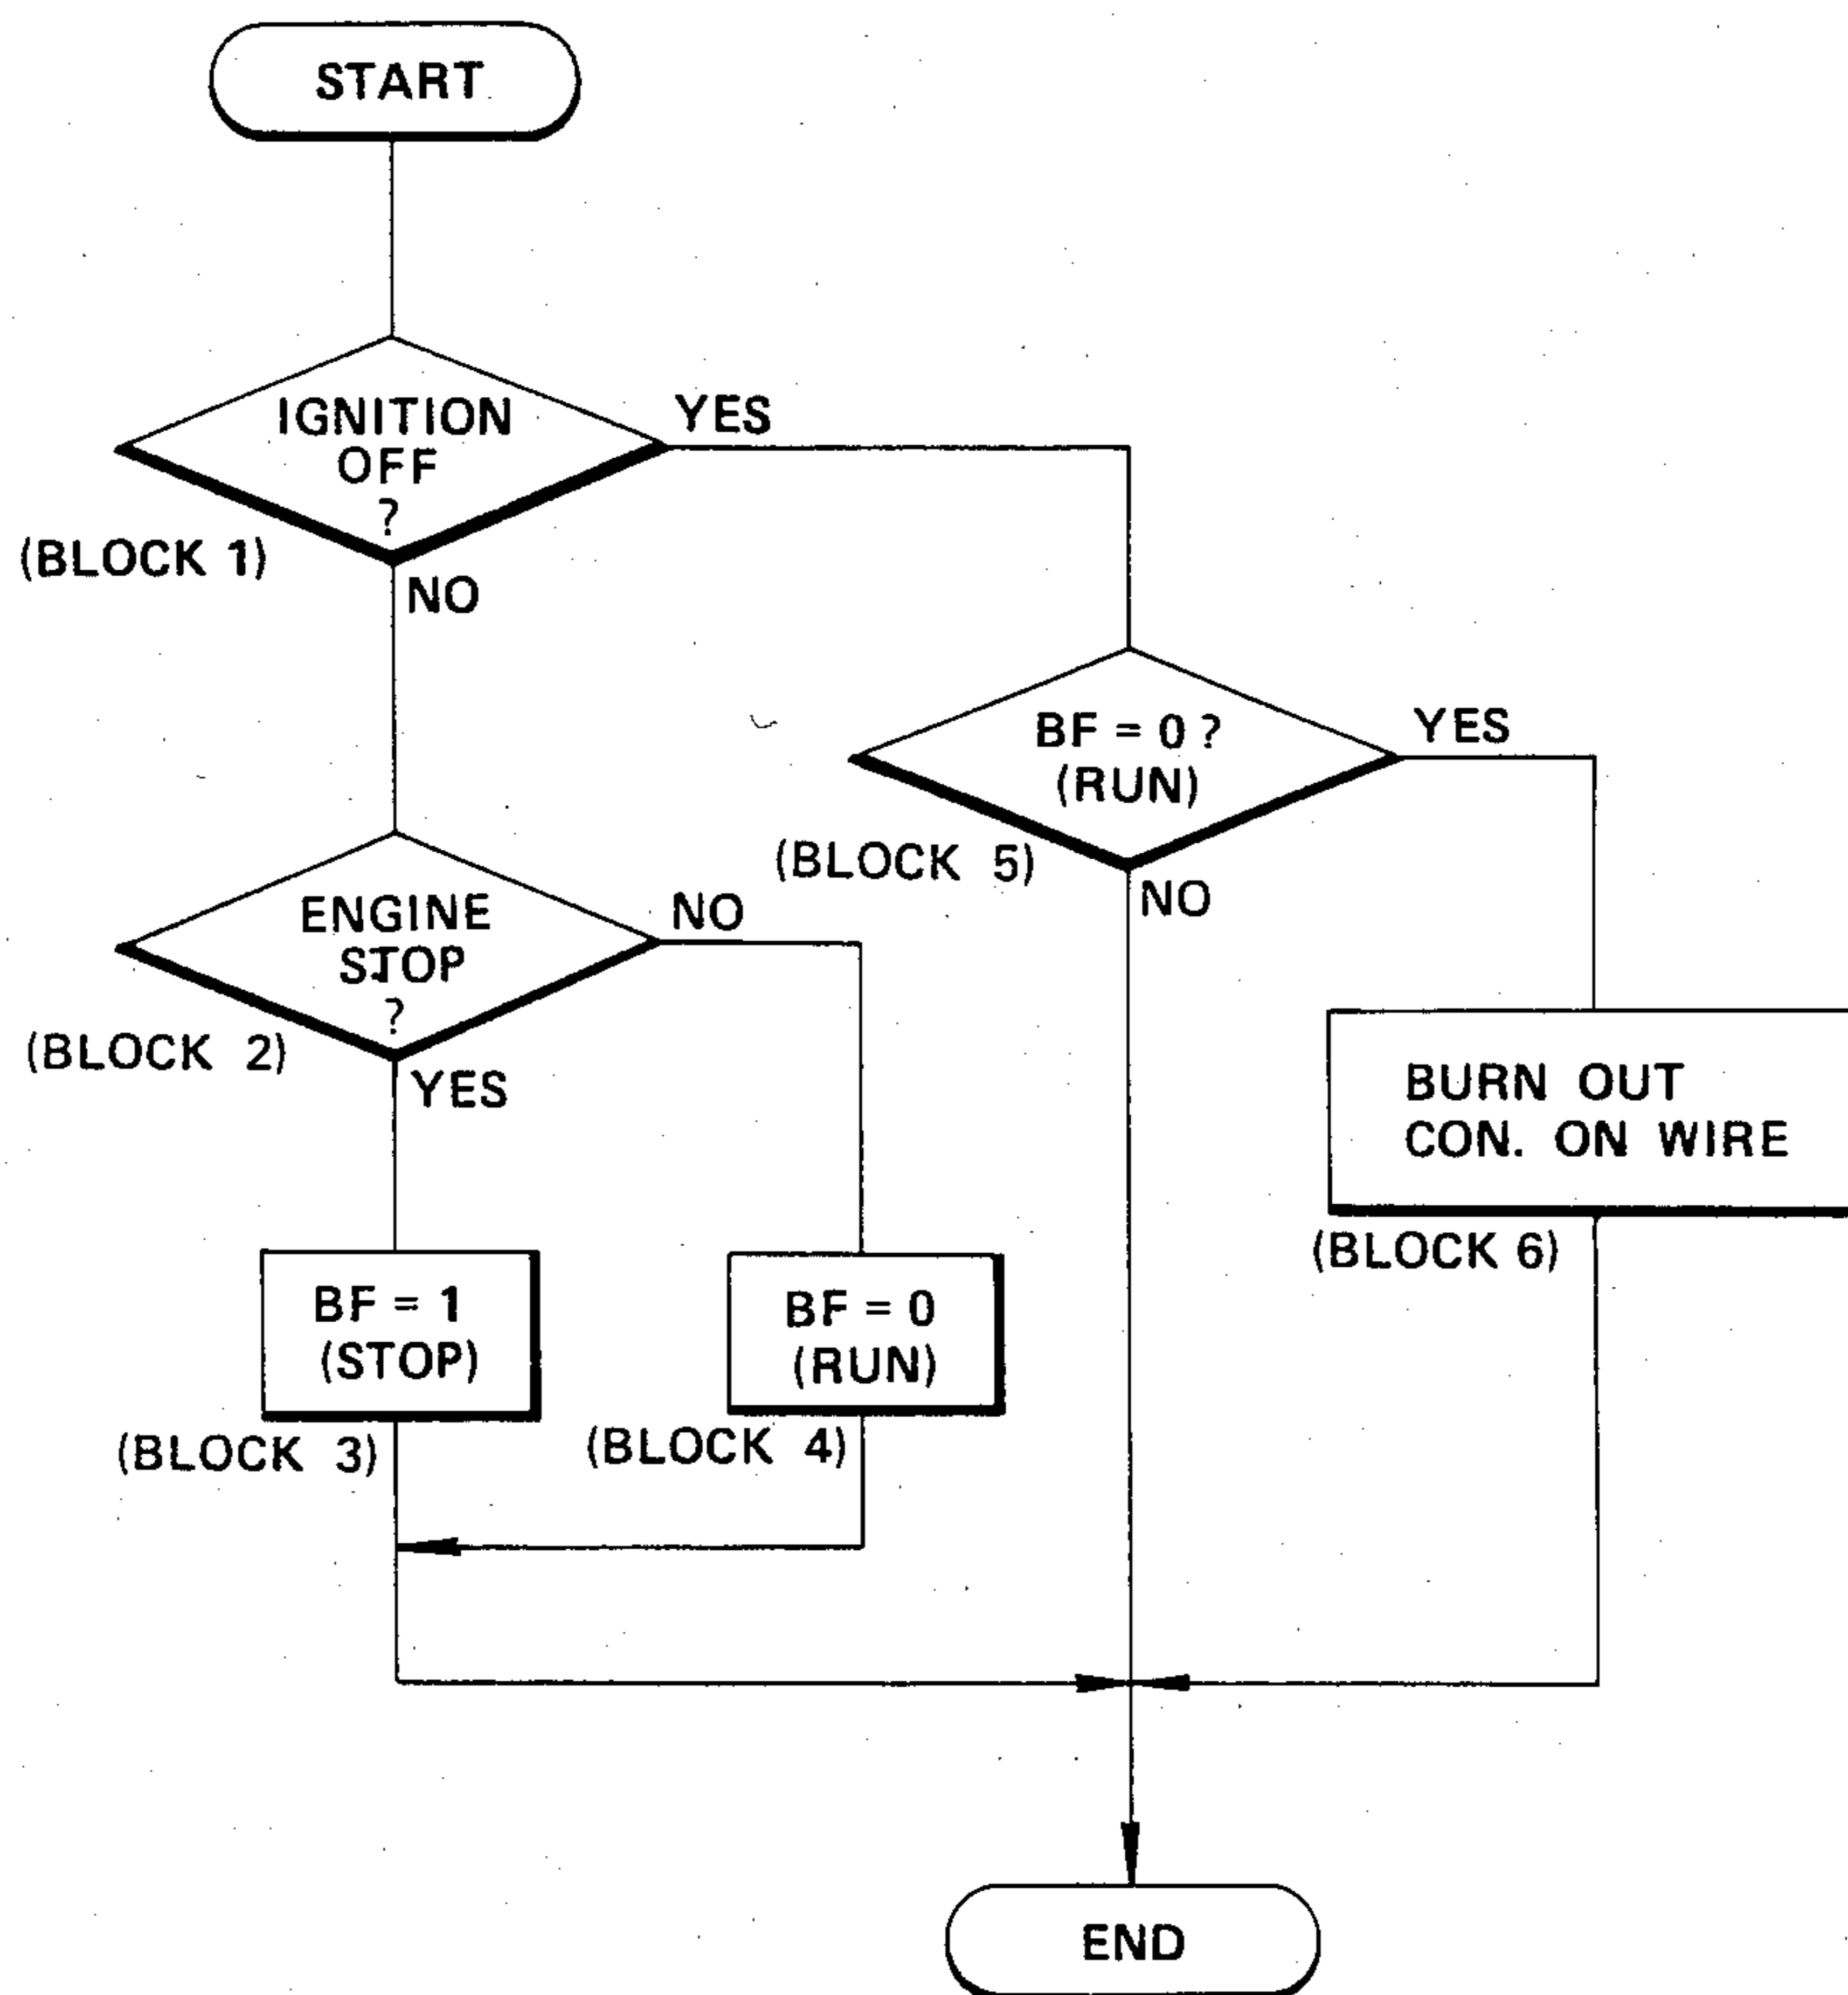 START
IGNITION
OFF
?
YES
(BLOCK 1)
NO
BF = 0 ?
(RUN)
YES
(BLOCK 5)
NO
ENGINE
STOP
?
NO
(BLOCK 2)
YES
BURN OUT
CON. ON WIRE
(BLOCK 6)
BF = 1
(STOP)
(BLOCK 3)
BF = 0
(RUN)
(BLOCK 4)
END